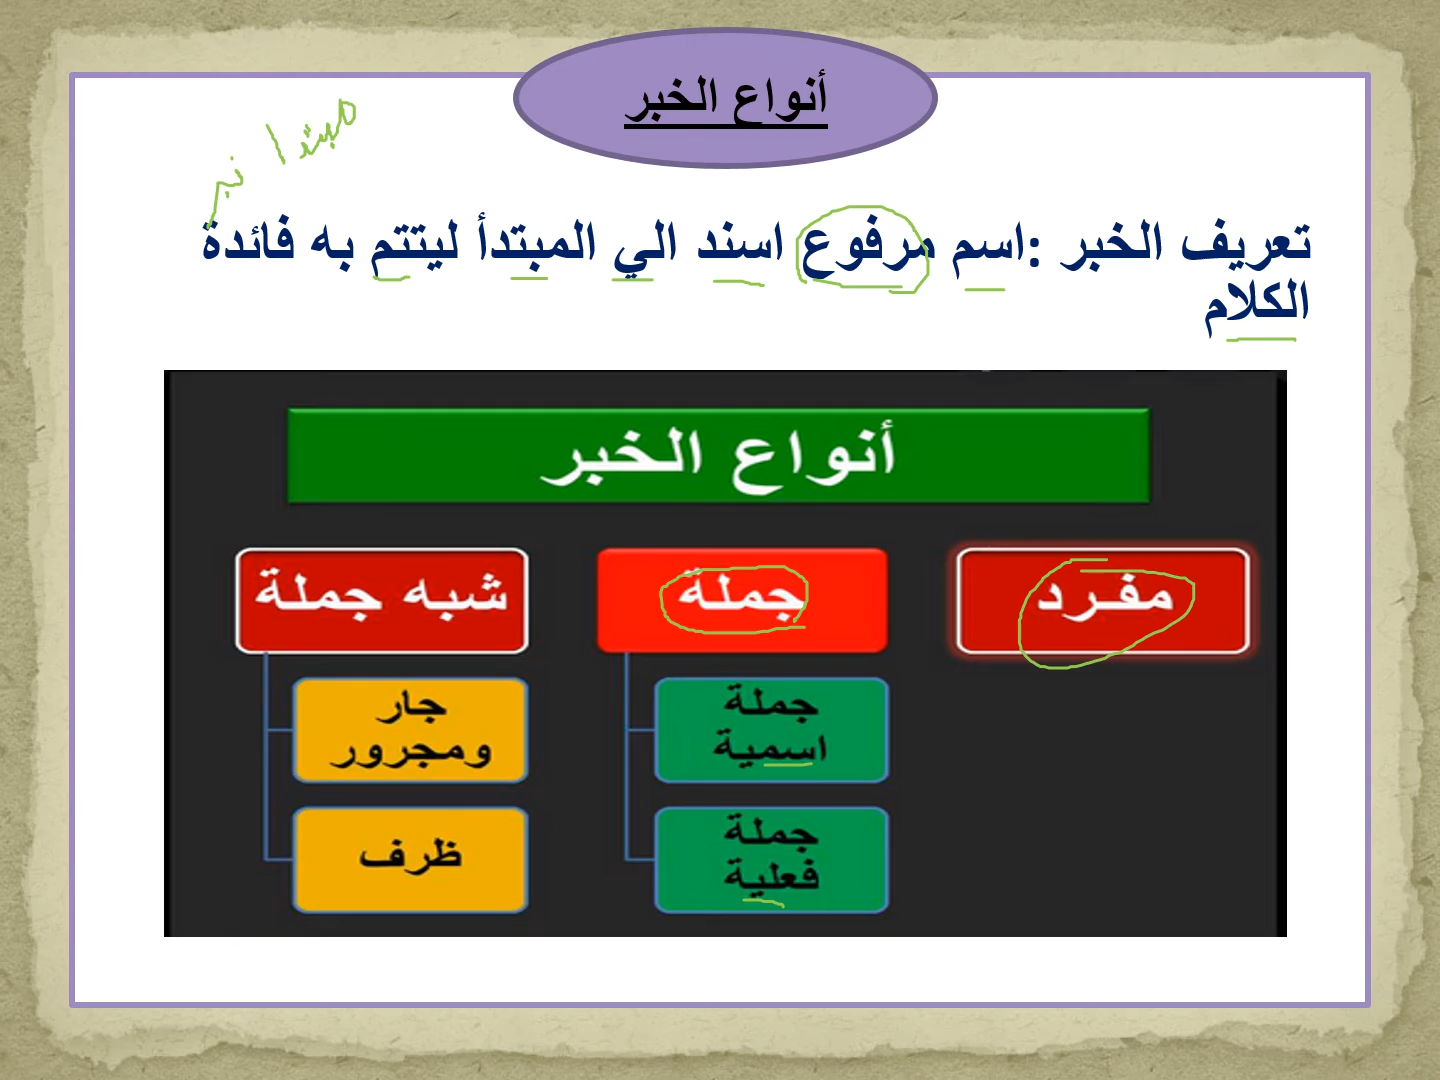 أنواع الخبر
مبتدا
خبر
تعريف الخبر :اسم مرفوع اسند الي المبتدأ ليتتم به فائدة
الكلام
أنواع الخبر
مفرد
جملة
جملة
اسمية
جملة
فعلية
شبه جملة
جار
ومجرور
ظرف